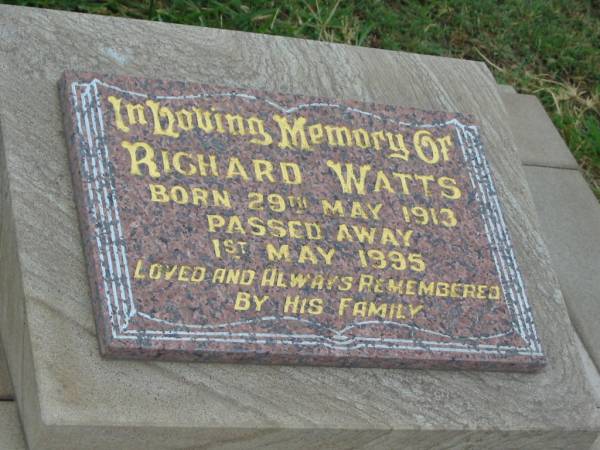 In Loving Memory Of
RICHARD WATTS
BORN 29TH MAY 1913
PASSED AWAY
1ST MAY 1995
LOVED AND ALWAYS REMEMBERED
BY HIS FAMILY